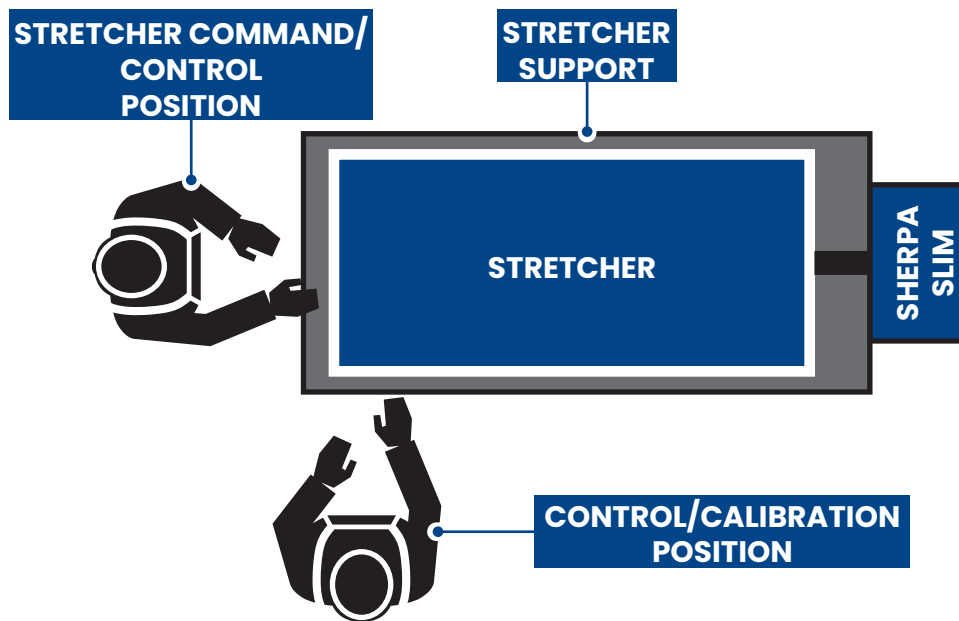 STRETCHER COMMAND/
CONTROL
POSITION
STRETCHER
SUPPORT
STRETCHER
SHERPA
SLIM
CONTROL/CALIBRATION
POSITION